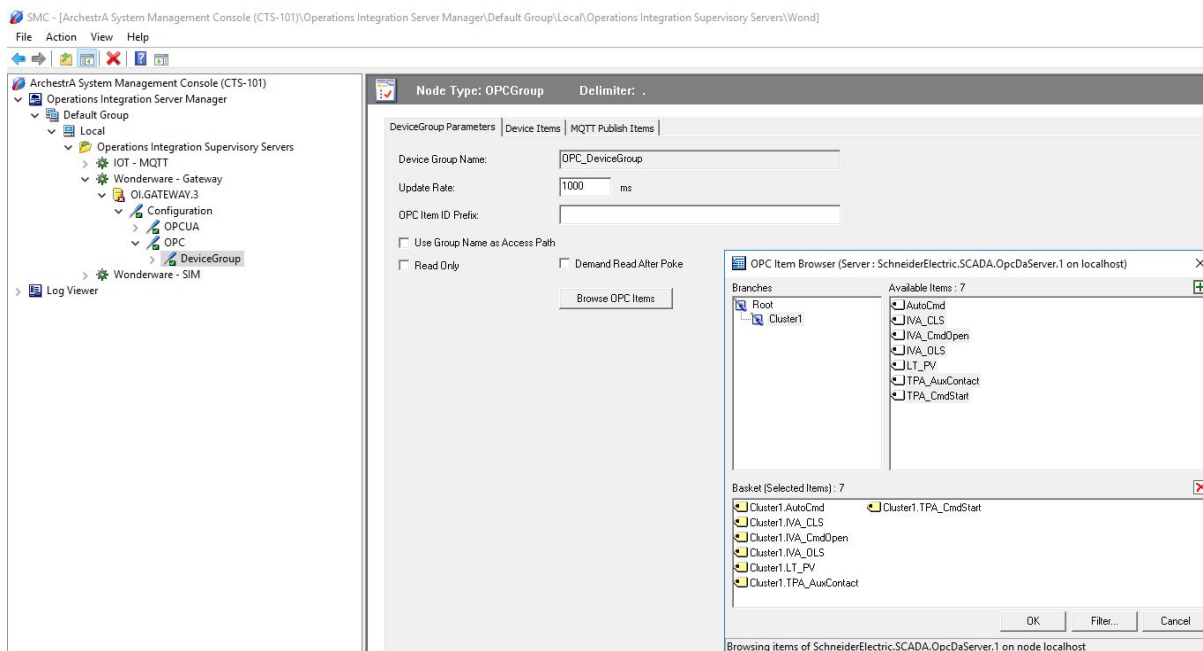 SMC - [ArchestrA System Management Console (CTS-101)\Operations Integration Server Manager\Default Group\Local\Operations Integration Supervisory Servers\Wond]
File Action View Help
ArchestrA System Management Console (CTS-101)
Operations Integration Server Manager
Default Group
Local
Operations Integration Supervisory Servers
IOT - MQTT
Wonderware - Gateway
OI.GATEWAY.3
Configuration
OPCUA
OPC
DeviceGroup
Wonderware - SIM
Log Viewer
Node Type: OPCGroup Delimiter: .
DeviceGroup Parameters Device Items MQTT Publish Items
Device Group Name: OPC_DeviceGroup
Update Rate: 1000 ms
OPC Item ID Prefix:
Use Group Name as Access Path
Read Only Demand Read After Poke
Browse OPC Items
OPC Item Browser (Server : SchneiderElectric.SCADA.OpcDaServer.1 on localhost)
Branches
Root
Cluster1
Available Items : 7
AutoCmd
IVA_CLS
IVA_CmdOpen
IVA_OLS
LT_PV
TPA_AuxContact
TPA_CmdStart
Basket (Selected Items) : 7
Cluster1.AutoCmd Cluster1.TPA_CmdStart
Cluster1.IVA_CLS
Cluster1.IVA_CmdOpen
Cluster1.IVA_OLS
Cluster1.LT_PV
Cluster1.TPA_AuxContact
OK Filter... Cancel
Browsing items of SchneiderElectric.SCADA.OpcDaServer.1 on node localhost